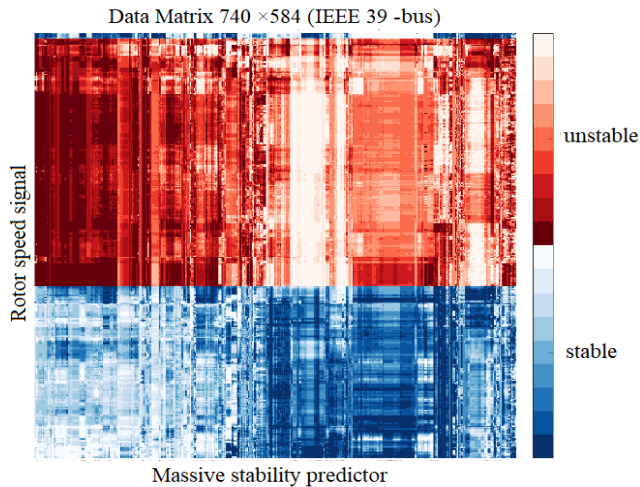 Data Matrix 740 ×584 (IEEE 39 -bus)
unstable
Rotor speed signal
stable
Massive stability predictor